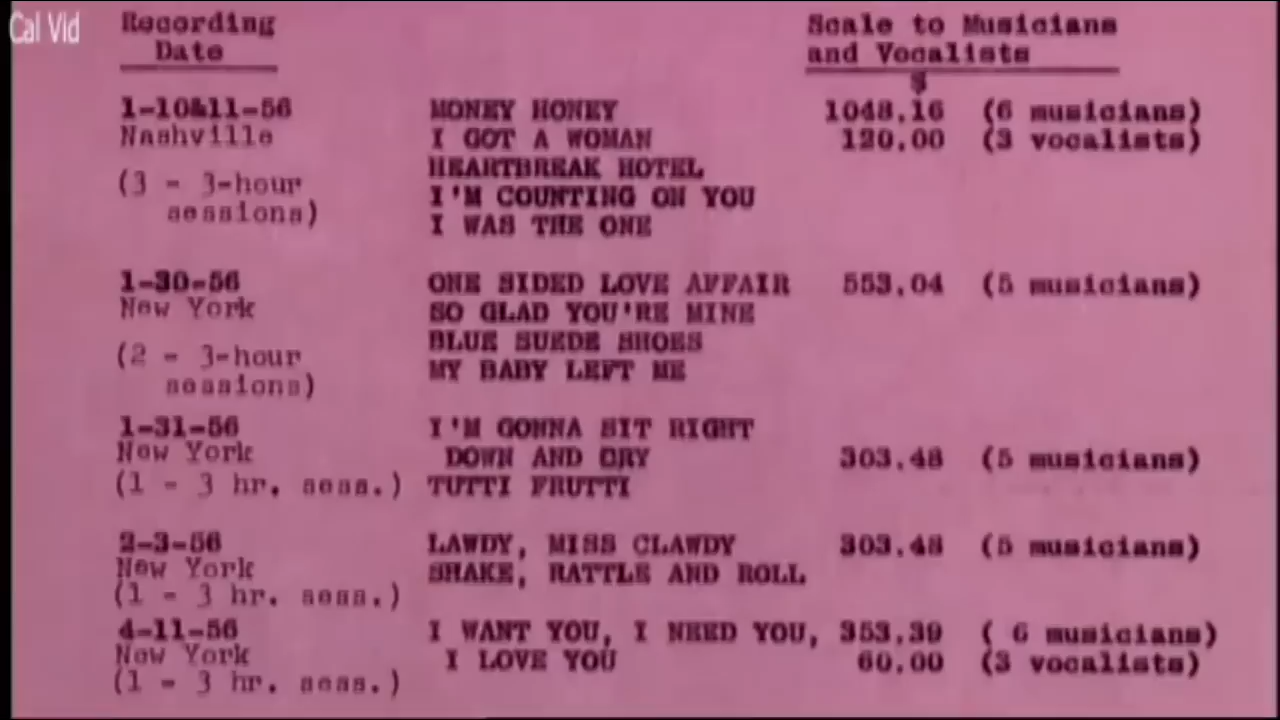 Cal Vid
Recording Date
Scale to Musicians and Vocalists
$
1-10&11-56 MONEY HONEY 1048.16 (6 musicians)
Nashville I GOT A WOMAN 120.00 (3 vocalists)
HEARTBREAK HOTEL
(3 - 3-hour I'M COUNTING ON YOU
sessions) I WAS THE ONE
1-30-56 ONE SIDED LOVE AFFAIR 553.04 (5 musicians)
New York SO GLAD YOU'RE MINE
BLUE SUEDE SHOES
(2 - 3-hour MY BABY LEFT ME
sessions)
1-31-56 I'M GONNA SIT RIGHT
New York DOWN AND CRY 303.48 (5 musicians)
(1 - 3 hr. sess.) TUTTI FRUTTI
2-3-56 LAWDY, MISS CLAWDY 303.48 (5 musicians)
New York SHAKE, RATTLE AND ROLL
(1 - 3 hr. sess.)
4-11-56 I WANT YOU, I NEED YOU, 353.39 ( 6 musicians)
New York I LOVE YOU 60.00 (3 vocalists)
(1 - 3 hr. sess.)